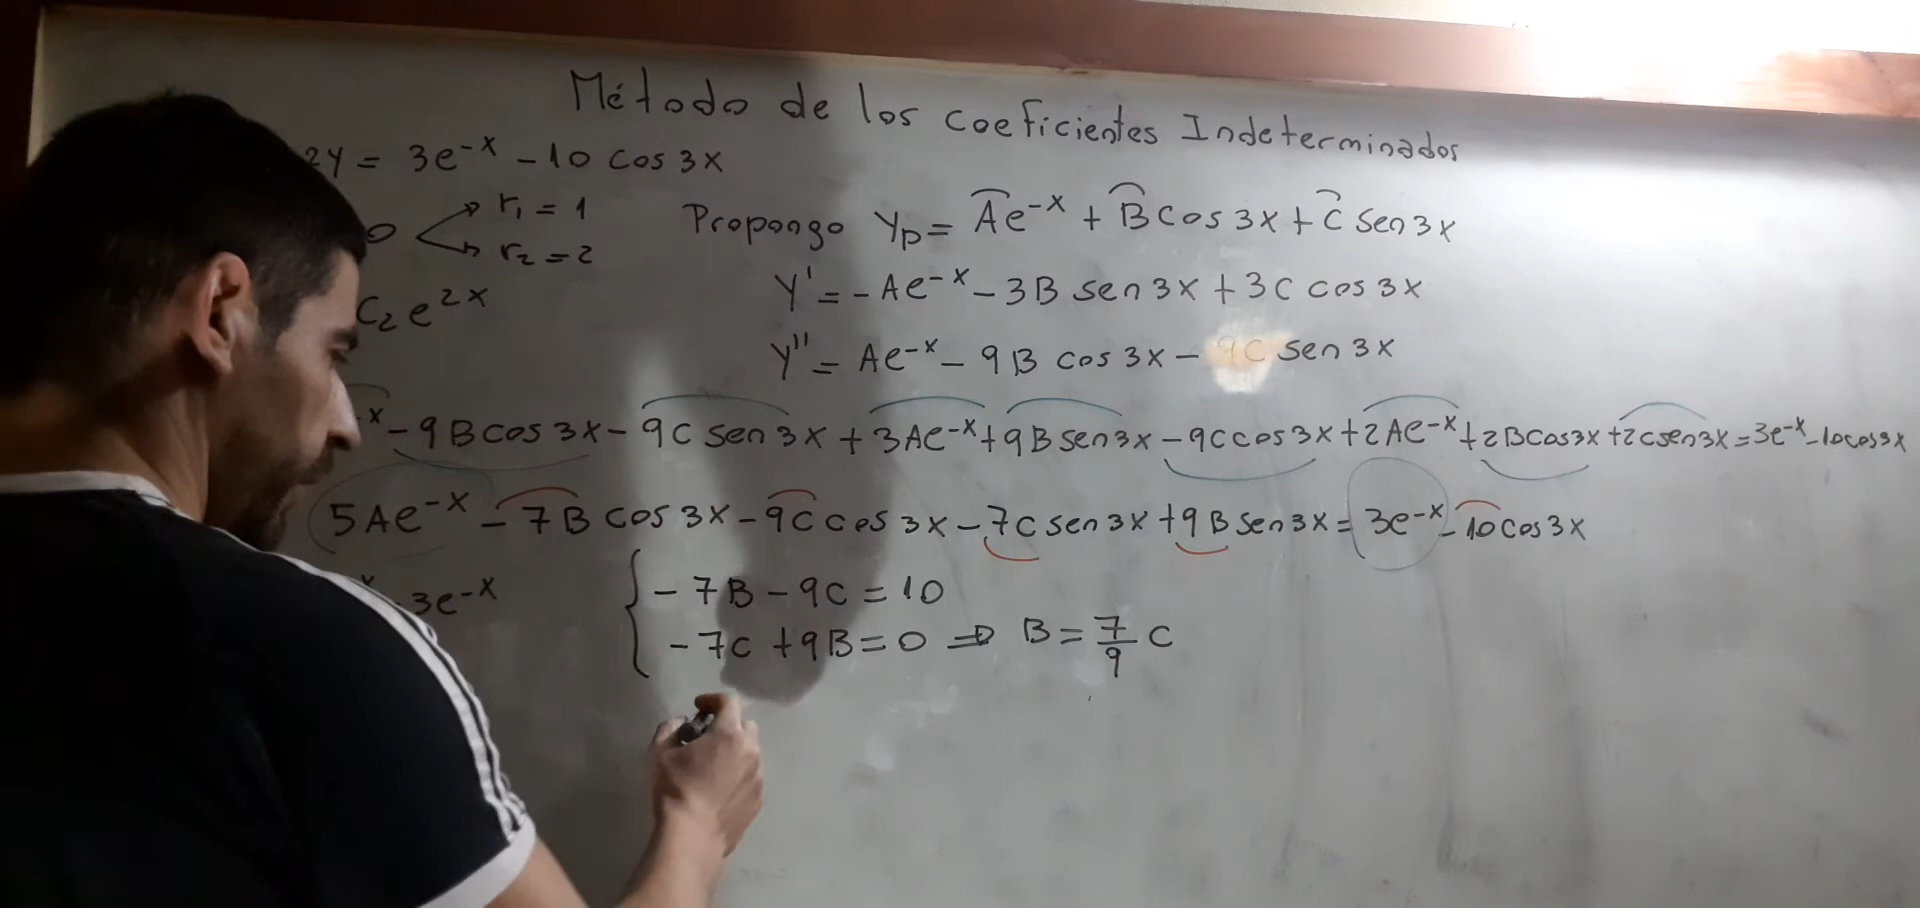 Método de los coeficientes Indeterminados
2y = 3e^{-x} - 10 cos 3x
0 r₁ = 1
r₂ = 2
Propongo Yp = Ae^{-x} + B cos 3x + C sen 3x
C₂ e^{2x}
Y' = -Ae^{-x} - 3B sen 3x + 3C cos 3x
Y'' = Ae^{-x} - 9B cos 3x - 9C sen 3x
-x - 9B cos 3x - 9C sen 3x + 3Ae^{-x} + 9B sen 3x - 9C cos 3x + 2Ae^{-x} + 2B cos 3x + 2C sen 3x = 3e^{-x} - 10 cos 3x
5Ae^{-x} - 7B cos 3x - 9C cos 3x - 7C sen 3x + 9B sen 3x = 3e^{-x} - 10 cos 3x
3e^{-x}
{ -7B - 9C = 10
-7C + 9B = 0 ⇒ B = 7/9 C